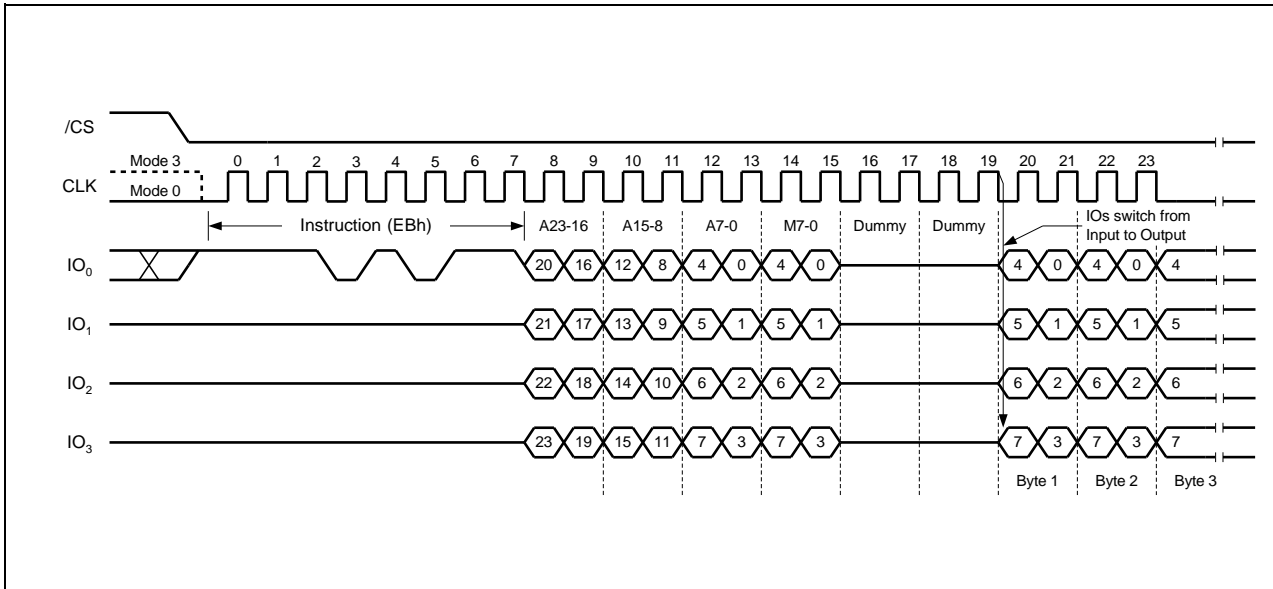 /CS
Mode 3 0 1 2 3 4 5 6 7 8 9 10 11 12 13 14 15 16 17 18 19 20 21 22 23
CLK Mode 0
Instruction (EBh) A23-16 A15-8 A7-0 M7-0 Dummy Dummy IOs switch from
Input to Output
IO0 20 16 12 8 4 0 4 0 4 0 4 0 4
IO1 21 17 13 9 5 1 5 1 5 1 5 1 5
IO2 22 18 14 10 6 2 6 2 6 2 6 2 6
IO3 23 19 15 11 7 3 7 3 7 3 7 3 7
Byte 1 Byte 2 Byte 3